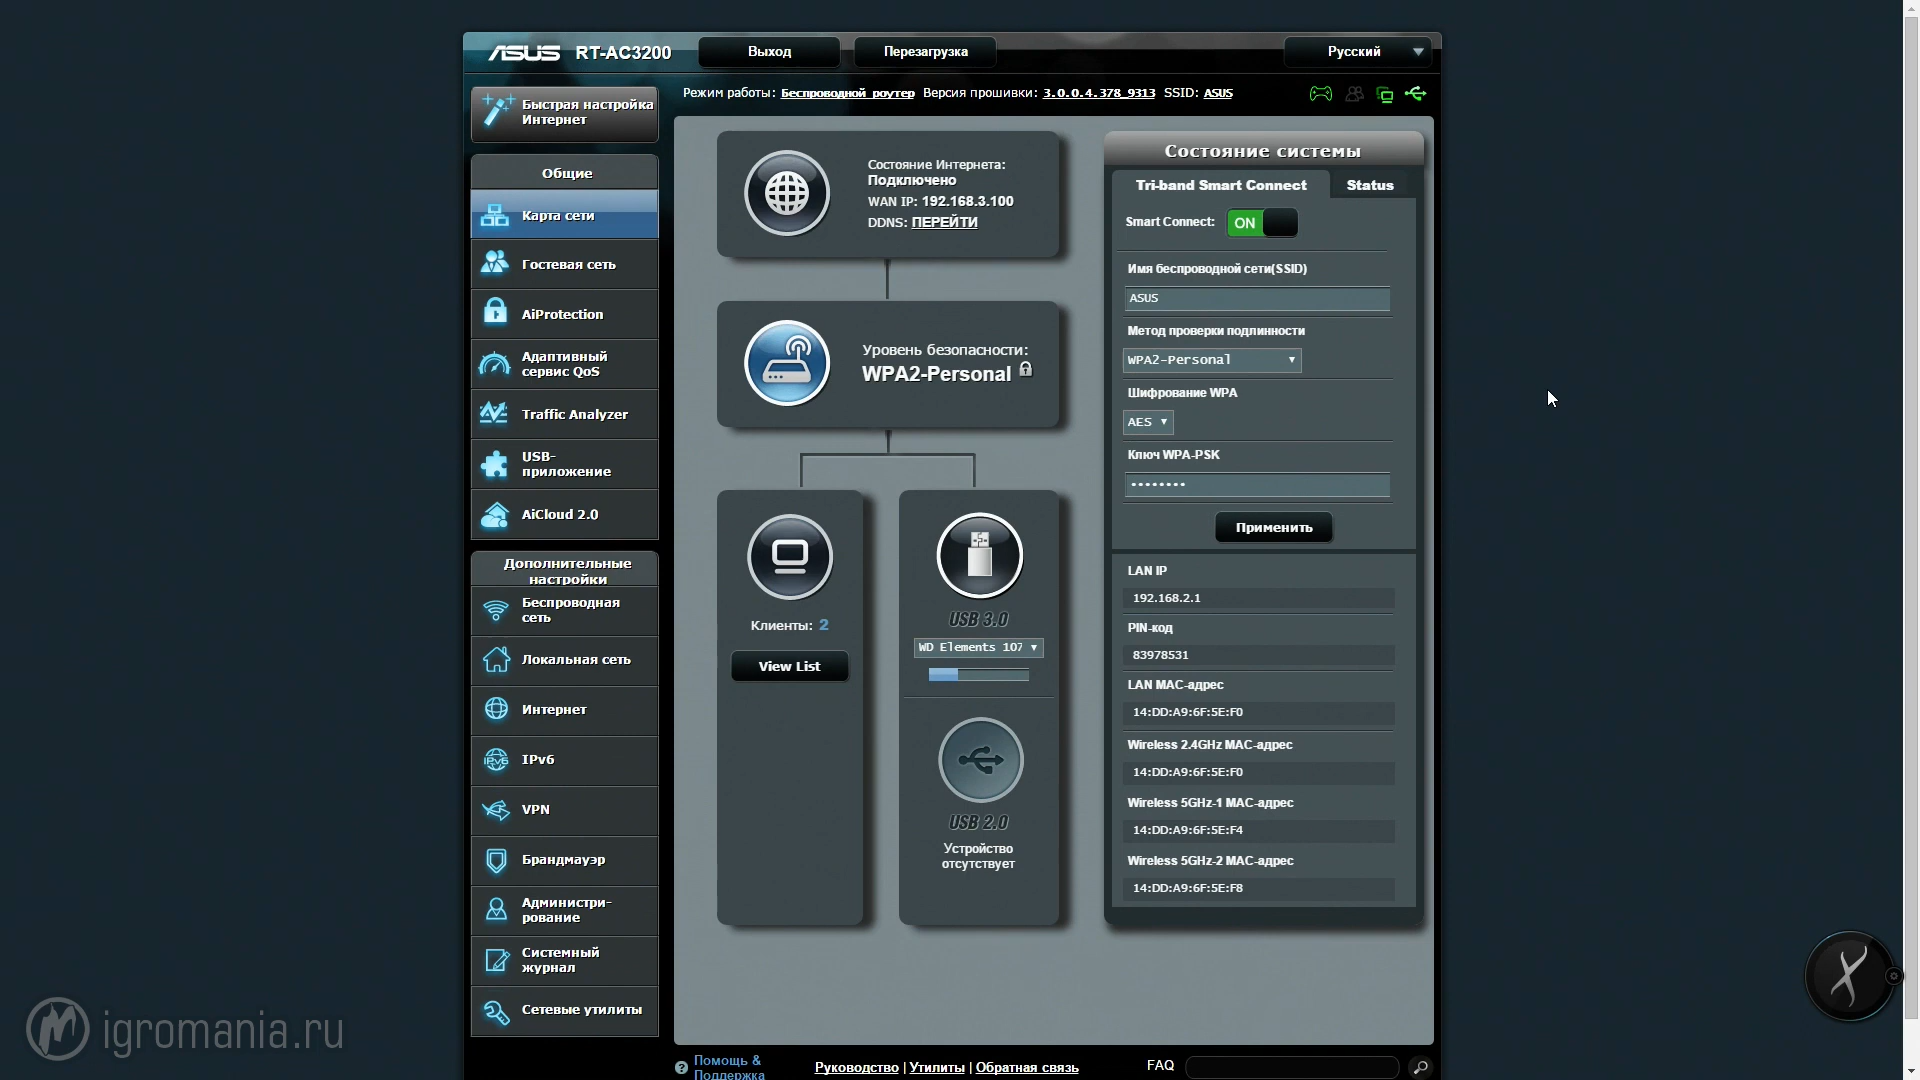 ASUS RT-AC3200
Выход
Перезагрузка
Русский
Быстрая настройка
Интернет
Режим работы: Беспроводной роутер Версия прошивки: 3.0.0.4.378_9313 SSID: ASUS
Общие
Карта сети
Гостевая сеть
AiProtection
Адаптивный
сервис QoS
Traffic Analyzer
USB-
приложение
AiCloud 2.0
Дополнительные
настройки
Беспроводная
сеть
Локальная сеть
Интернет
IPv6
IPv6
VPN
Брандмауэр
Администри-
рование
Системный
журнал
Сетевые утилиты
Состояние Интернета:
Подключено
WAN IP: 192.168.3.100
DDNS: ПЕРЕЙТИ
Уровень безопасности:
WPA2-Personal
Клиенты: 2
View List
USB 3.0
WD Elements 107
USB 2.0
Устройство
отсутствует
Состояние системы
Tri-band Smart Connect
Status
Smart Connect: ON
Имя беспроводной сети(SSID)
ASUS
Метод проверки подлинности
WPA2-Personal
Шифрование WPA
AES
Ключ WPA-PSK
••••••••
Применить
LAN IP
192.168.2.1
PIN-код
83978531
LAN MAC-адрес
14:DD:A9:6F:5E:F0
Wireless 2.4GHz MAC-адрес
14:DD:A9:6F:5E:F0
Wireless 5GHz-1 MAC-адрес
14:DD:A9:6F:5E:F4
Wireless 5GHz-2 MAC-адрес
14:DD:A9:6F:5E:F8
? Помощь &
Поддержка
Руководство | Утилиты | Обратная связь
FAQ
igromania.ru